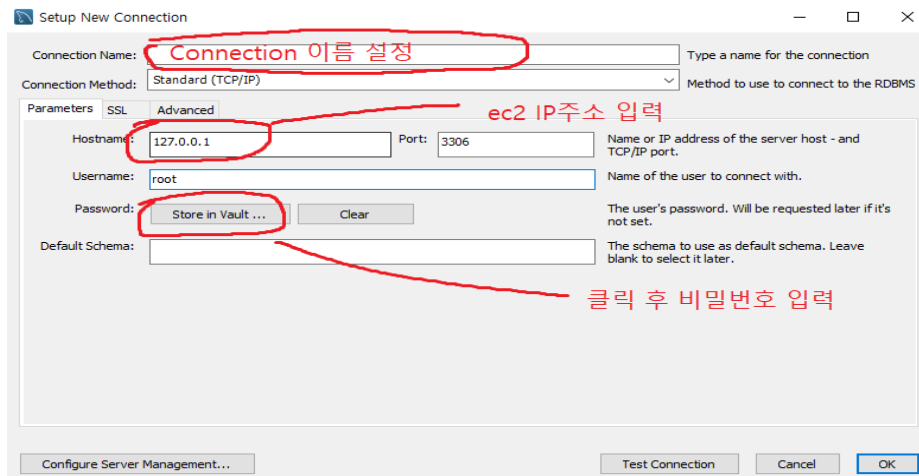 Setup New Connection
Connection Name: Connection 이름 설정 Type a name for the connection
Connection Method: Standard (TCP/IP) Method to use to connect to the RDBMS
Parameters SSL Advanced
ec2 IP주소 입력
Hostname: 127.0.0.1 Port: 3306 Name or IP address of the server host - and
TCP/IP port.
Username: root Name of the user to connect with.
Password: Store in Vault ... Clear The user's password. Will be requested later if it's
not set.
Default Schema: The schema to use as default schema. Leave
blank to select it later.
클릭 후 비밀번호 입력
Configure Server Management... Test Connection Cancel OK